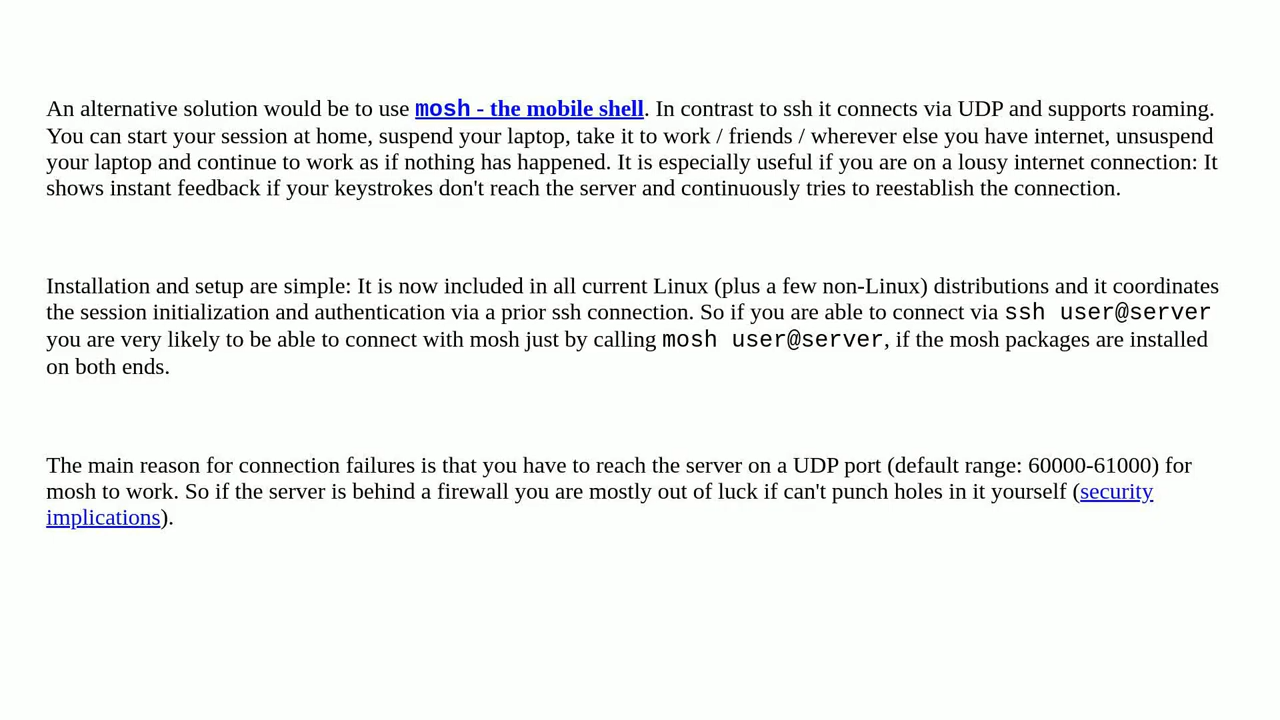 An alternative solution would be to use mosh - the mobile shell. In contrast to ssh it connects via UDP and supports roaming.
You can start your session at home, suspend your laptop, take it to work / friends / wherever else you have internet, unsuspend
your laptop and continue to work as if nothing has happened. It is especially useful if you are on a lousy internet connection: It
shows instant feedback if your keystrokes don't reach the server and continuously tries to reestablish the connection.
Installation and setup are simple: It is now included in all current Linux (plus a few non-Linux) distributions and it coordinates
the session initialization and authentication via a prior ssh connection. So if you are able to connect via ssh user@server
you are very likely to be able to connect with mosh just by calling mosh user@server, if the mosh packages are installed
on both ends.
The main reason for connection failures is that you have to reach the server on a UDP port (default range: 60000-61000) for
mosh to work. So if the server is behind a firewall you are mostly out of luck if can't punch holes in it yourself (security
implications).